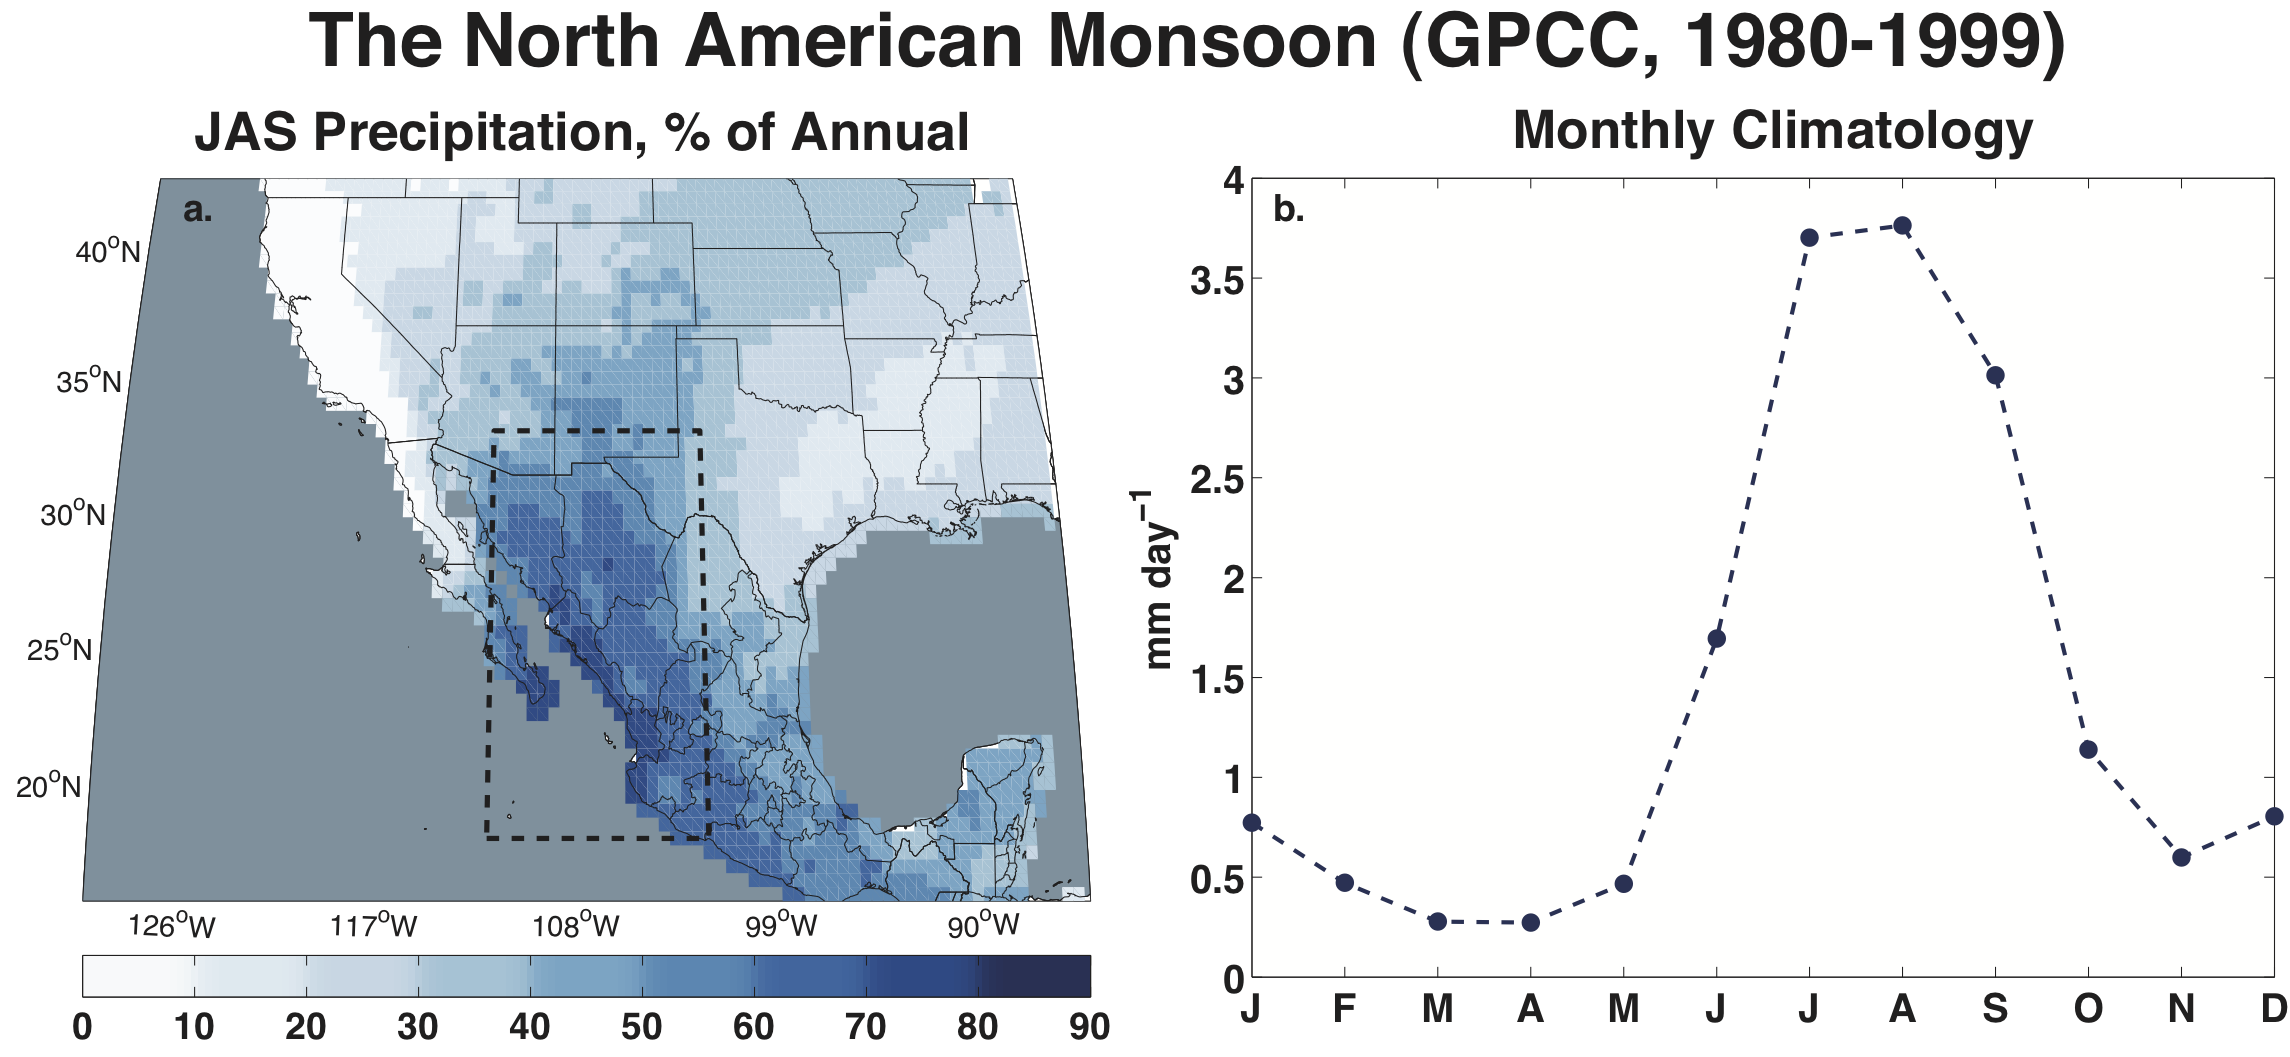 The North American Monsoon (GPCC, 1980-1999)
JAS Precipitation, % of Annual
a.
40°N
35°N
30°N
25°N
20°N
126°W 117°W 108°W 99°W 90°W
0 10 20 30 40 50 60 70 80 90
Monthly Climatology
b.
4
3.5
3
2.5
2
1.5
1
0.5
0
mm day⁻¹
J F M A M J J A S O N D